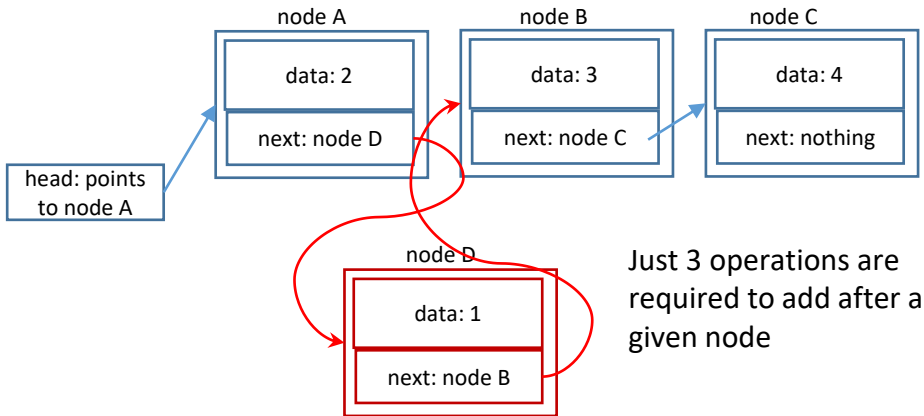 node A
node B
node C
data: 2
data: 3
data: 4
next: node D
next: node C
next: nothing
head: points
to node A
node D
data: 1
next: node B
Just 3 operations are
required to add after a
given node